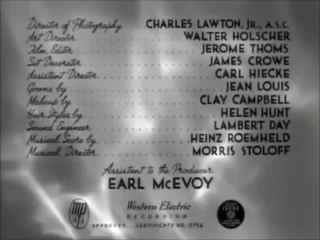 Director of Photography CHARLES LAWTON, JR., A.S.C.
Art Director WALTER HOLSCHER
Film Editor JEROME THOMS
Set Decorator JAMES CROWE
Assistant Director CARL HIECKE
Gowns by JEAN LOUIS
Makeup by CLAY CAMPBELL
Hair Styles by HELEN HUNT
Sound Engineer LAMBERT DAY
Musical Score by HEINZ ROEMHELD
Musical Director MORRIS STOLOFF
Assistant to the Producer
EARL McEVOY
Western Electric
RECORDING
APPROVED CERTIFICATE NO.